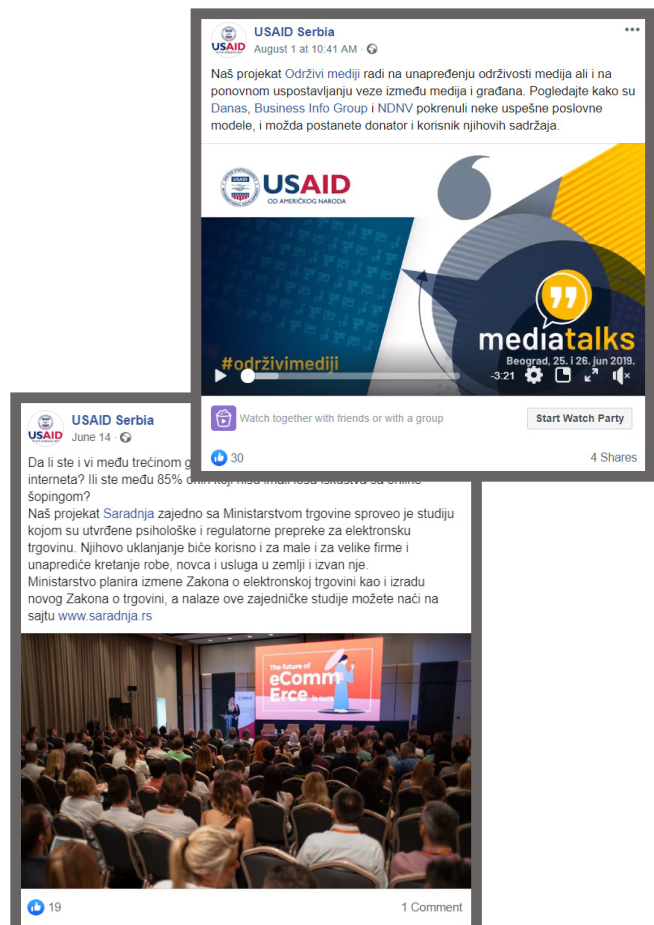 USAID
USAID Serbia
August 1 at 10:41 AM
Naš projekat Održivi mediji radi na unapređenju održivosti medija ali i na
ponovnom uspostavljanju veze između medija i građana. Pogledajte kako su
Danas, Business Info Group i NDNV pokrenuli neke uspešne poslovne
modele, i možda postanete donator i korisnik njihovih sadržaja.
USAID
OD AMERIČKOG NARODA
mediatalks
Beograd, 25. i 26. jun 2019.
#održivimediji
-3:21
Watch together with friends or with a group
Start Watch Party
30
4 Shares
USAID
USAID Serbia
June 14
Da li ste i vi među trećinom
interneta? Ili ste među 85% onih koji nisu imali loša iskustva sa online
šopingom?
Naš projekat Saradnja zajedno sa Ministarstvom trgovine sproveo je studiju
kojom su utvrđene psihološke i regulatorne prepreke za elektronsku
trgovinu. Njihovo uklanjanje biće korisno i za male i za velike firme i
unaprediće kretanje robe, novca i usluga u zemlji i izvan nje.
Ministarstvo planira izmene Zakona o elektronskoj trgovini kao i izradu
novog Zakona o trgovini, a nalaze ove zajedničke studije možete naći na
sajtu www.saradnja.rs
The future of
eComm
Erce is ours
19
1 Comment